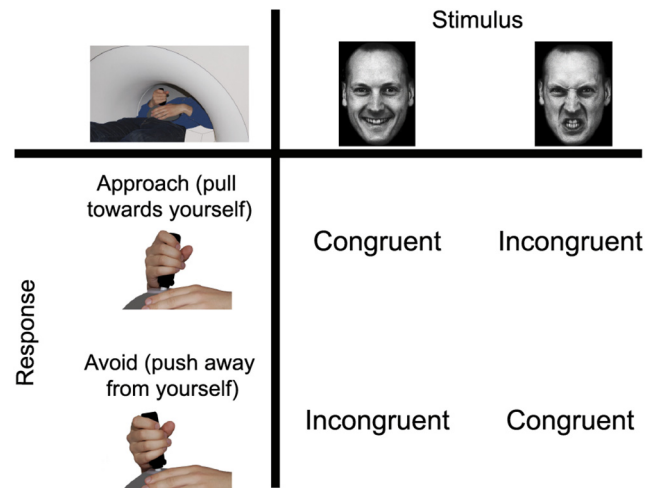 Stimulus
Approach (pull
towards yourself)
Congruent
Incongruent
Response
Avoid (push away
from yourself)
Incongruent
Congruent